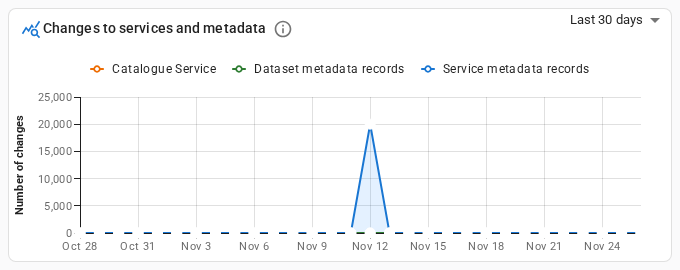 Changes to services and metadata
Last 30 days
Catalogue Service
Dataset metadata records
Service metadata records
Number of changes
25,000
20,000
15,000
10,000
5,000
0
Oct 28 Oct 31 Nov 3 Nov 6 Nov 9 Nov 12 Nov 15 Nov 18 Nov 21 Nov 24